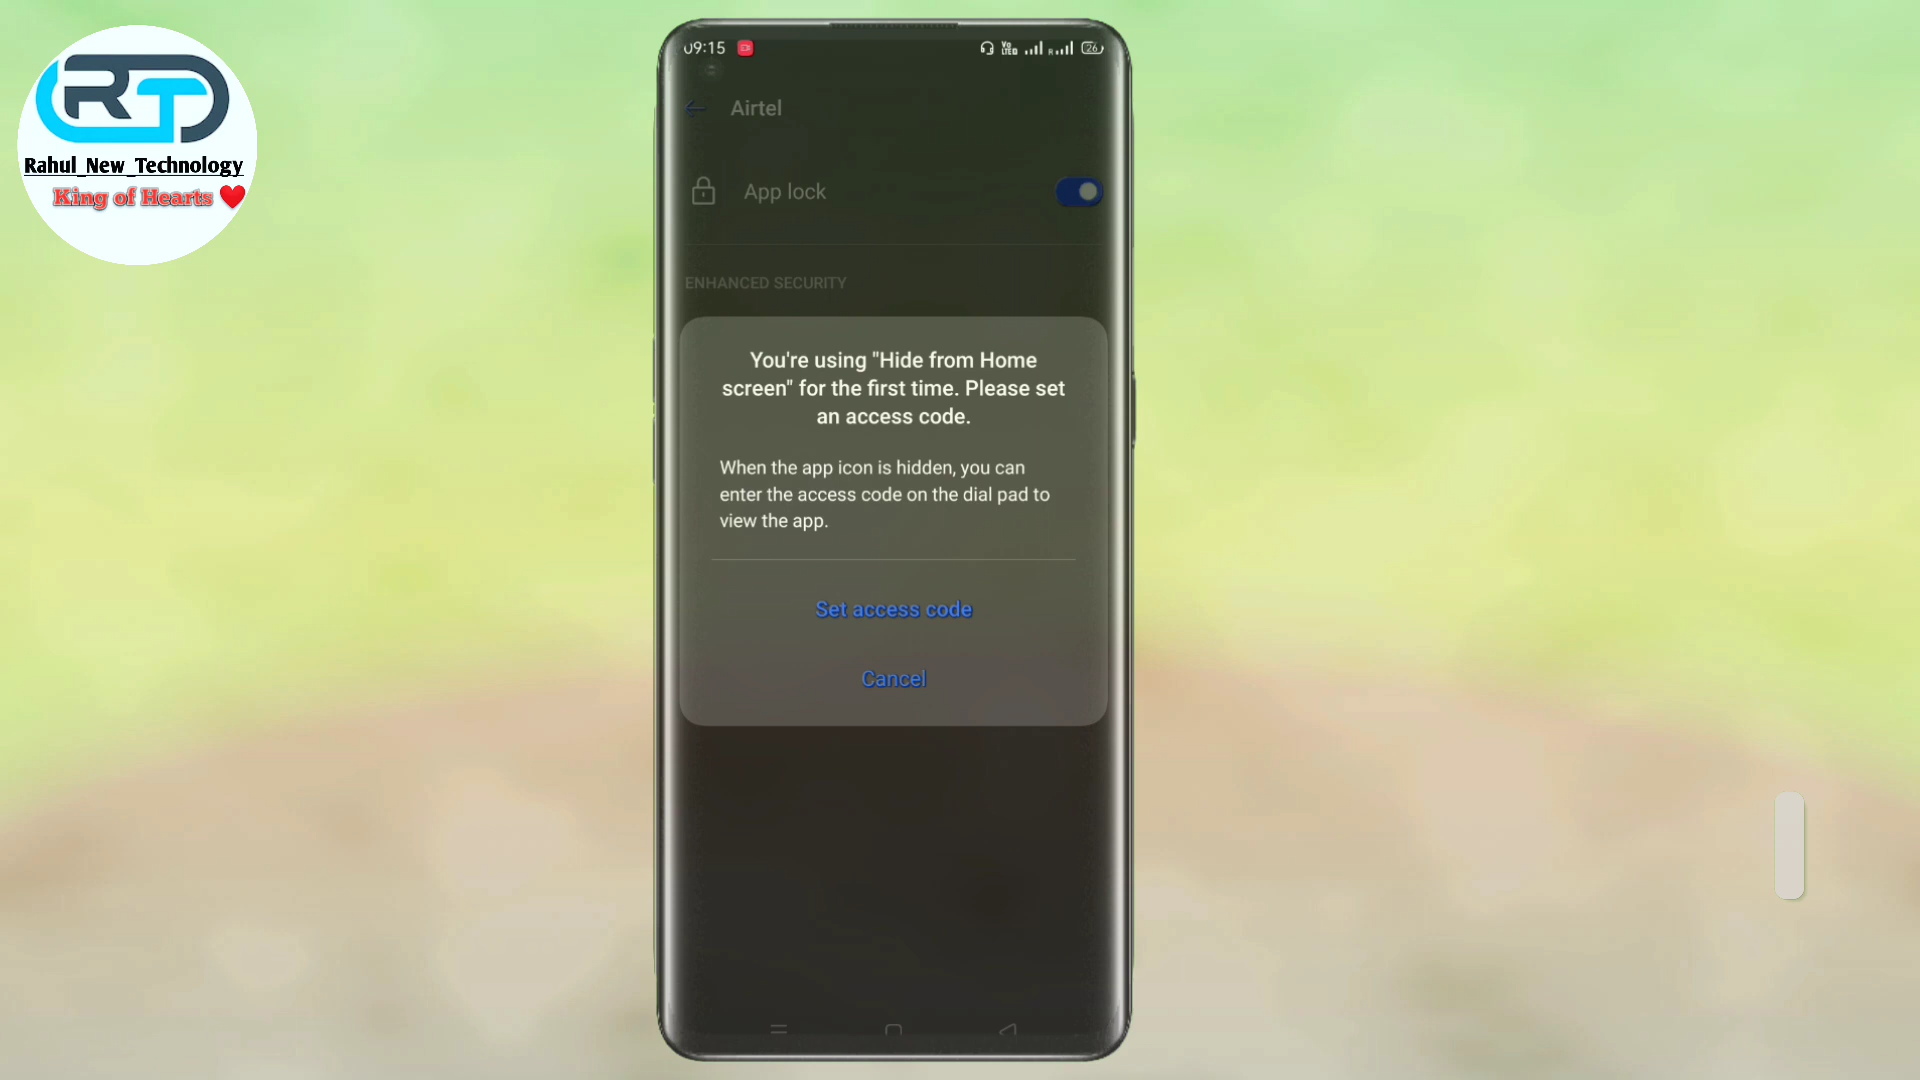 RT
Rahul_New_Technology
King of Hearts
09:15
26
Airtel
App lock
ENHANCED SECURITY
You're using "Hide from Home
screen" for the first time. Please set
an access code.
When the app icon is hidden, you can
enter the access code on the dial pad to
view the app.
Set access code
Cancel